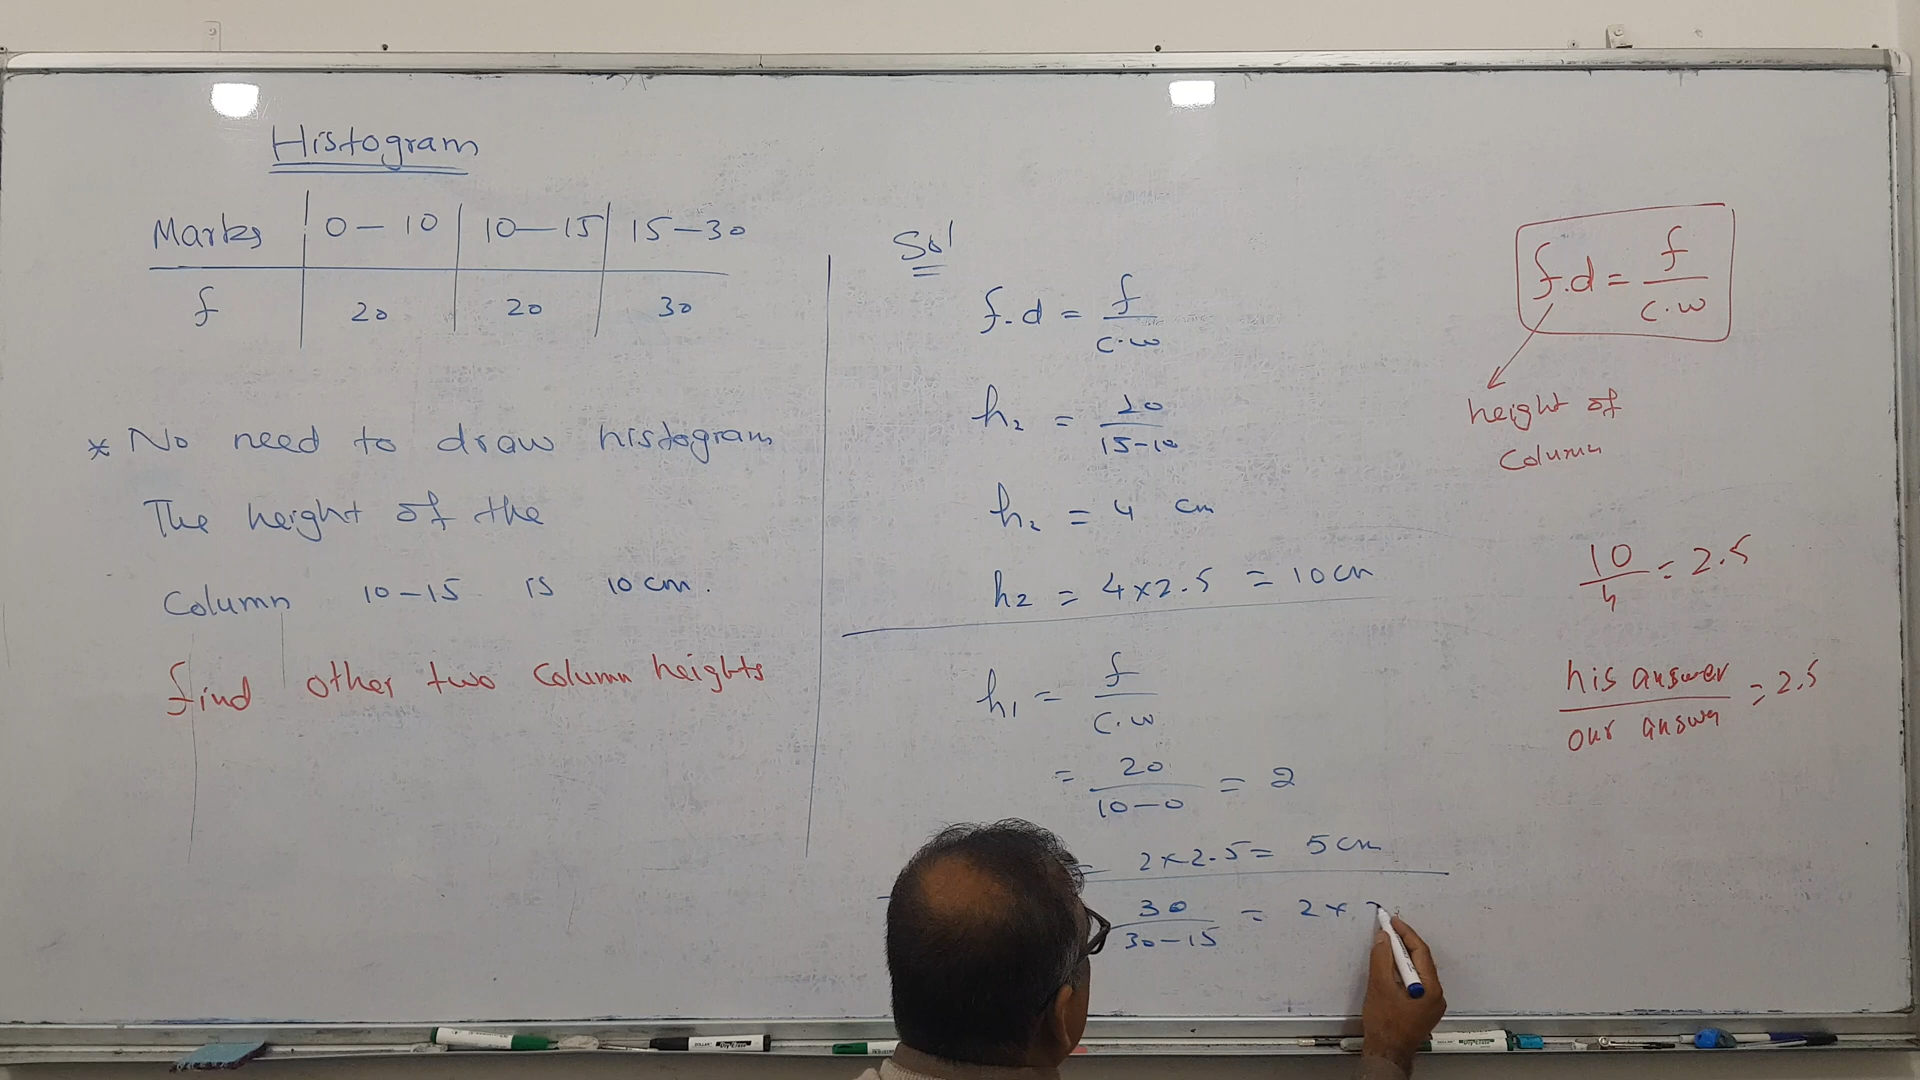 Histogram
Marks 0-10 10-15 15-30
f 20 20 30
* No need to draw histogram
The height of the
Column 10-15 is 10cm.
find other two column heights
Sol
f.d = f / c.w
h2 = 20 / 15-10
h2 = 4 cm
h2 = 4×2.5 = 10cm
h1 = f / c.w
= 20 / 10-0 = 2
= 2×2.5 = 5cm
30 / 30-15 = 2×
f.d = f / c.w
height of
Column
10 / 4 = 2.5
his answer / our answer = 2.5